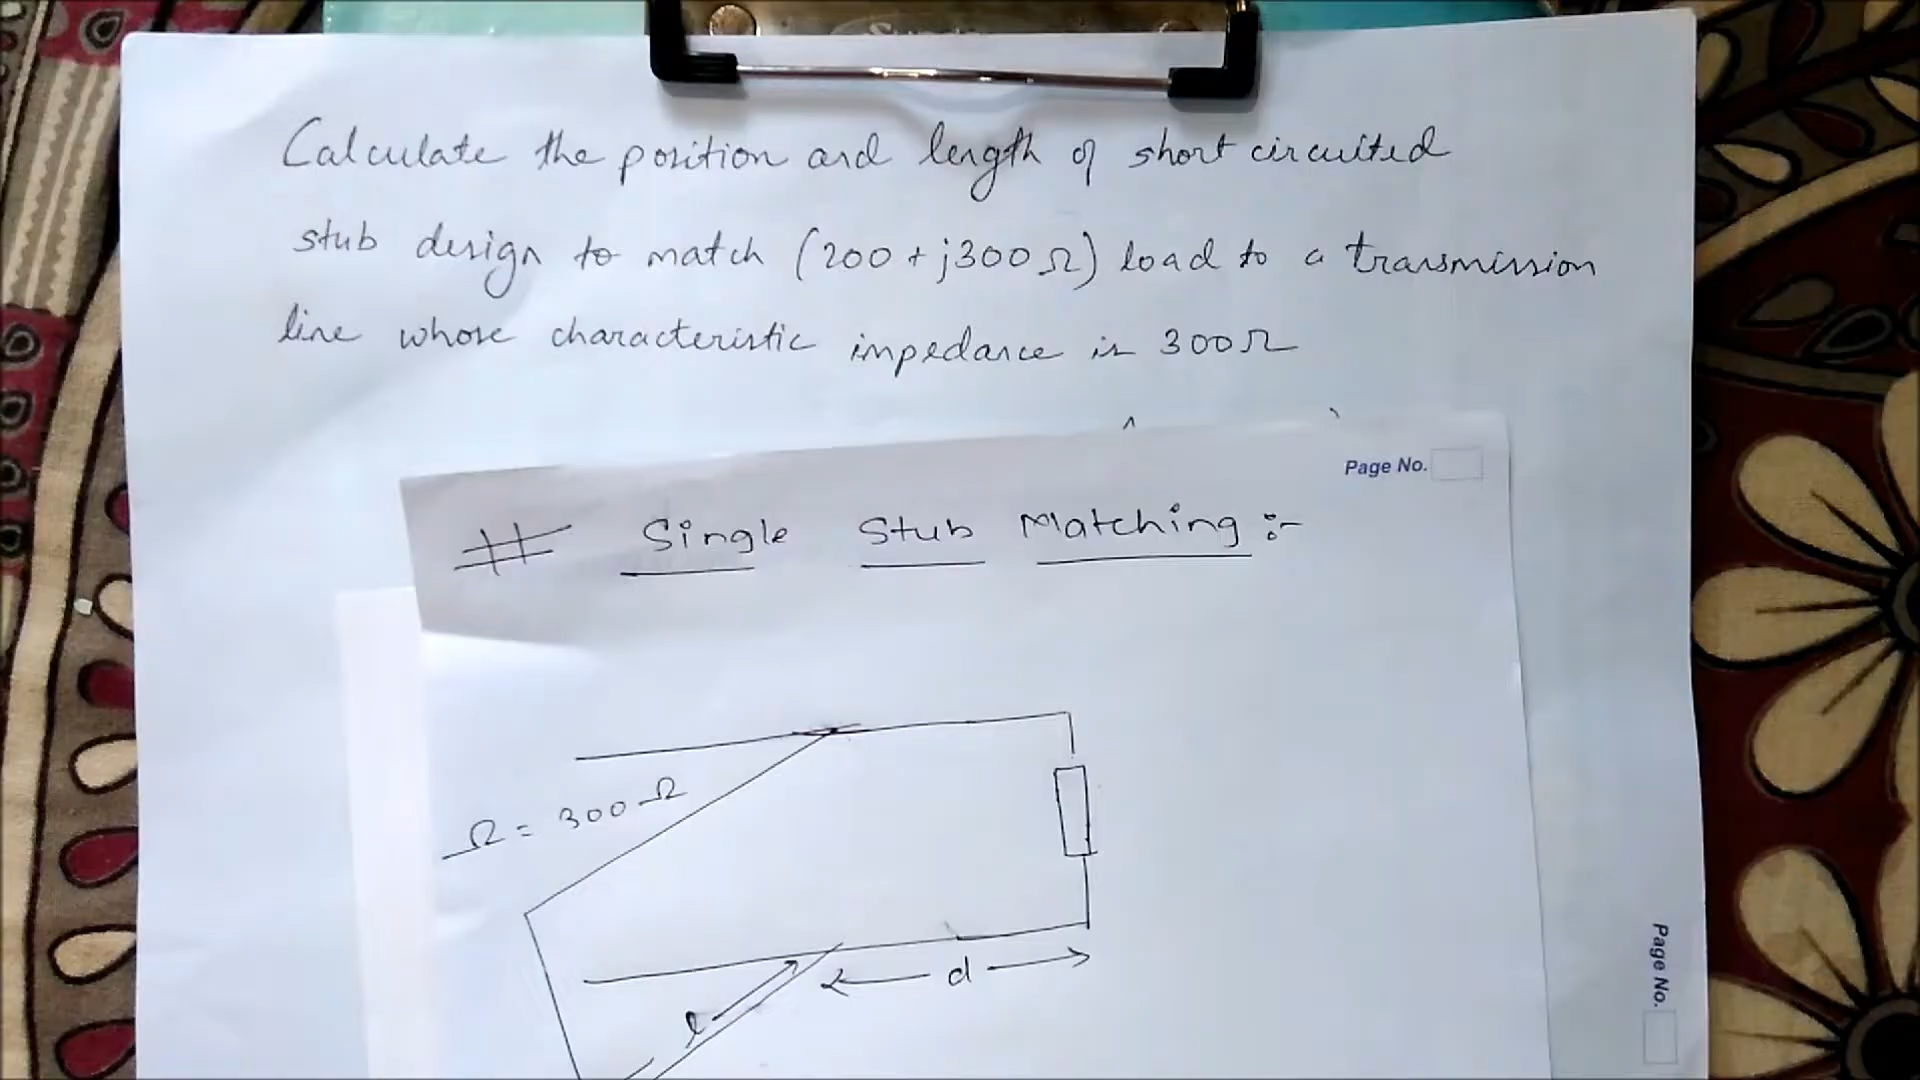 Calculate the position and length of short circuited
stub design to match (200 + j300 Ω) load to a transmission
line whose characteristic impedance is 300 Ω
Page No.
# Single Stub Matching :-
Ω = 300 Ω
d
l
Page No.